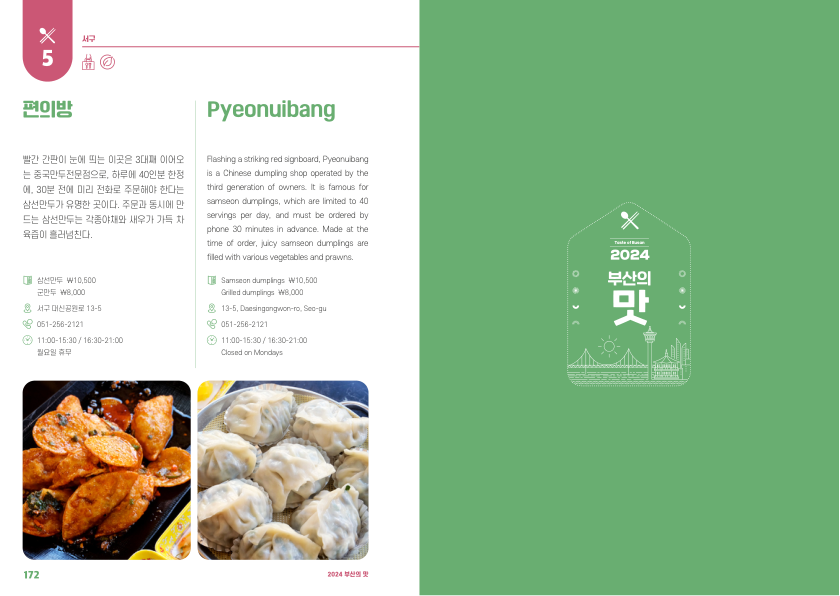 5
서구
편의방
빨간 간판이 눈에 띄는 이곳은 3대째 이어오
는 중국만두전문점으로, 하루에 40인분 한정
에, 30분 전에 미리 전화로 주문해야 한다는
삼선만두가 유명한 곳이다. 주문과 동시에 만
드는 삼선만두는 각종야채와 새우가 가득 차
육즙이 흘러넘친다.
삼선만두 ₩10,500
군만두 ₩8,000
서구 대신공원로 13-5
051-256-2121
11:00-15:30 / 16:30-21:00
월요일 휴무
Pyeonuibang
Flashing a striking red signboard, Pyeonuibang
is a Chinese dumpling shop operated by the
third generation of owners. It is famous for
samseon dumplings, which are limited to 40
servings per day, and must be ordered by
phone 30 minutes in advance. Made at the
time of order, juicy samseon dumplings are
filled with various vegetables and prawns.
Samseon dumplings ₩10,500
Grilled dumplings ₩8,000
13-5, Daesingongwon-ro, Seo-gu
051-256-2121
11:00-15:30 / 16:30-21:00
Closed on Mondays
172
2024 부산의 맛
Taste of Busan
2024
부산의
맛